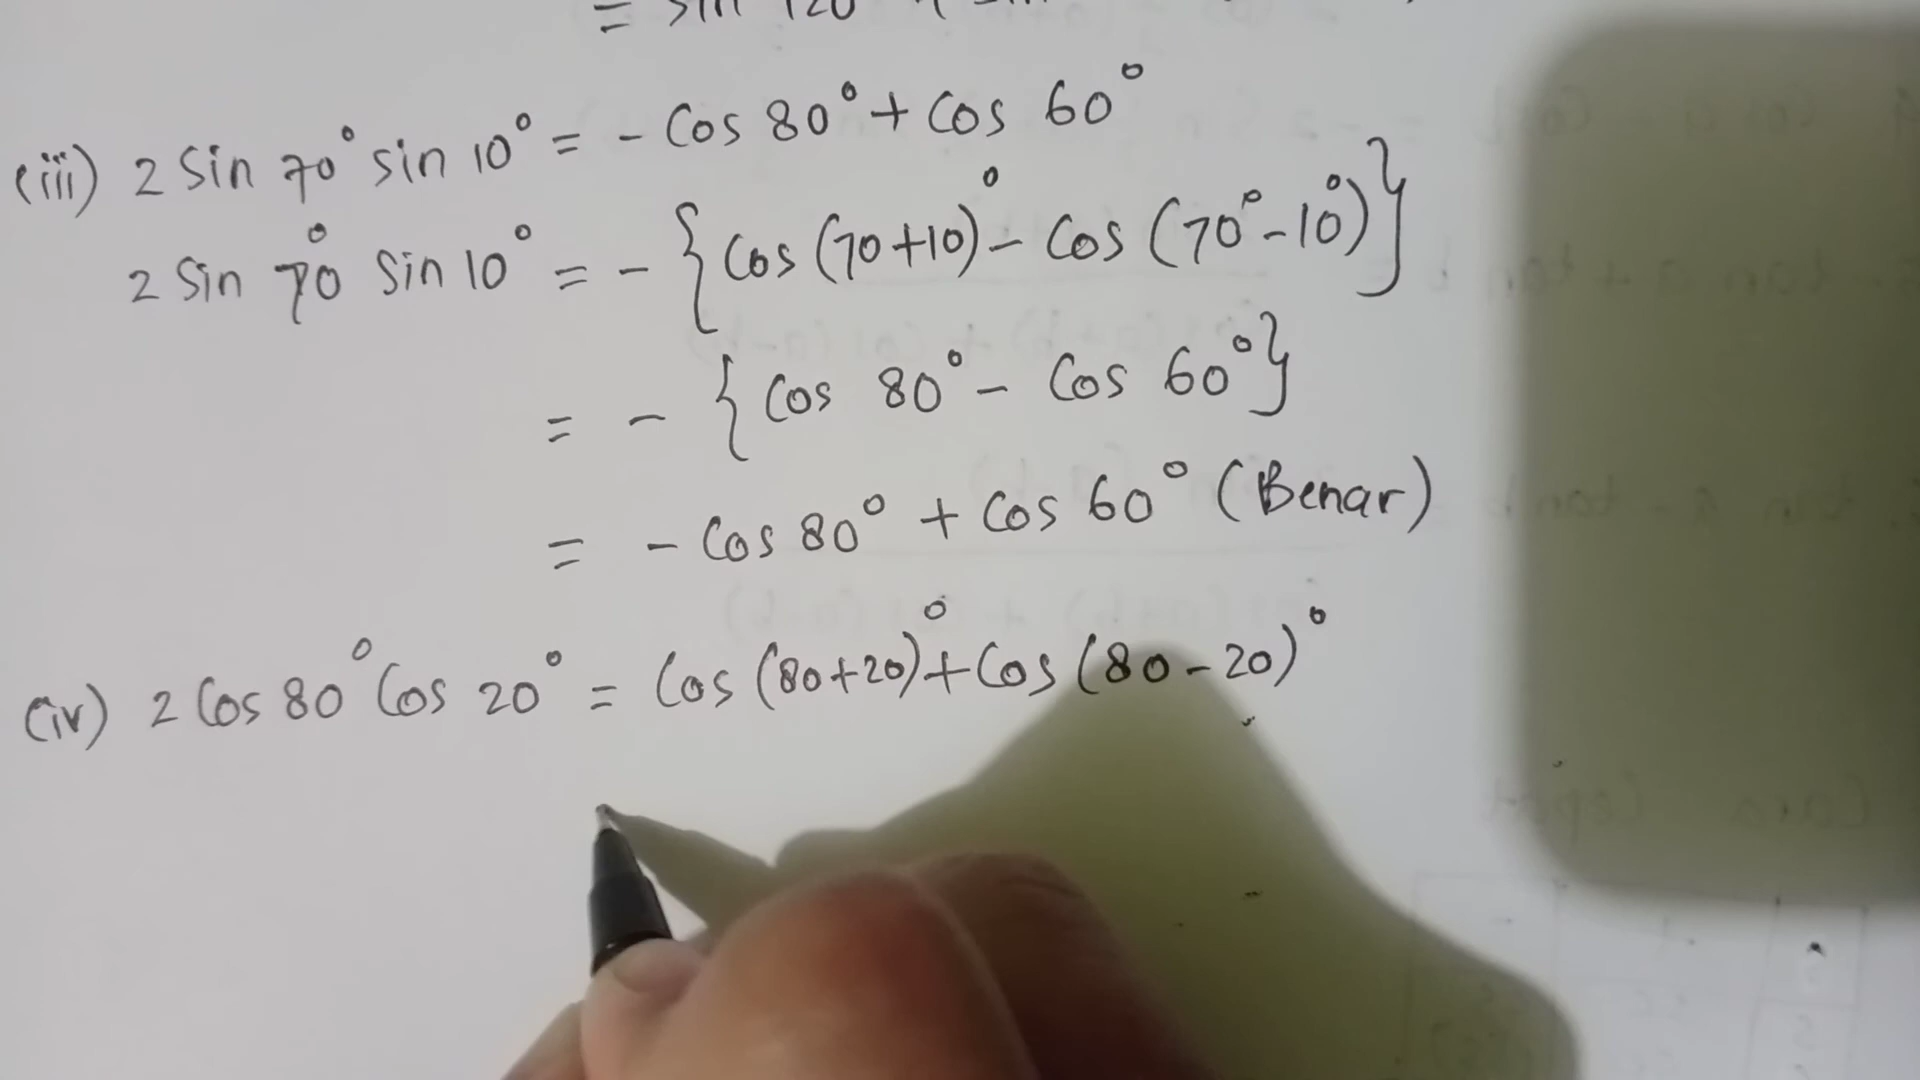 = sin 120
(iii) 2 sin 70° sin 10° = - Cos 80° + Cos 60°
2 sin 70° sin 10° = - {Cos (70+10)° - Cos (70° - 10°)}
= - {Cos 80° - Cos 60°}
= - Cos 80° + Cos 60° (Benar)
(iv) 2 Cos 80° Cos 20° = Cos (80+20)° + Cos (80-20)°